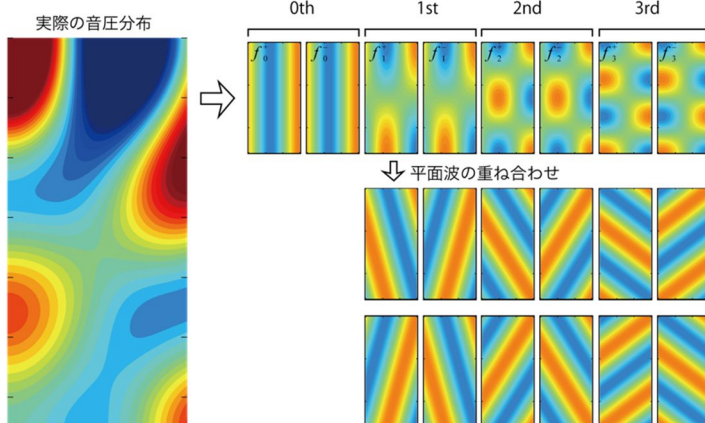 実際の音圧分布
0th 1st 2nd 3rd
f₀⁺ f₀⁻ f₁⁺ f₁⁻ f₂⁺ f₂⁻ f₃⁺ f₃⁻
平面波の重ね合わせ